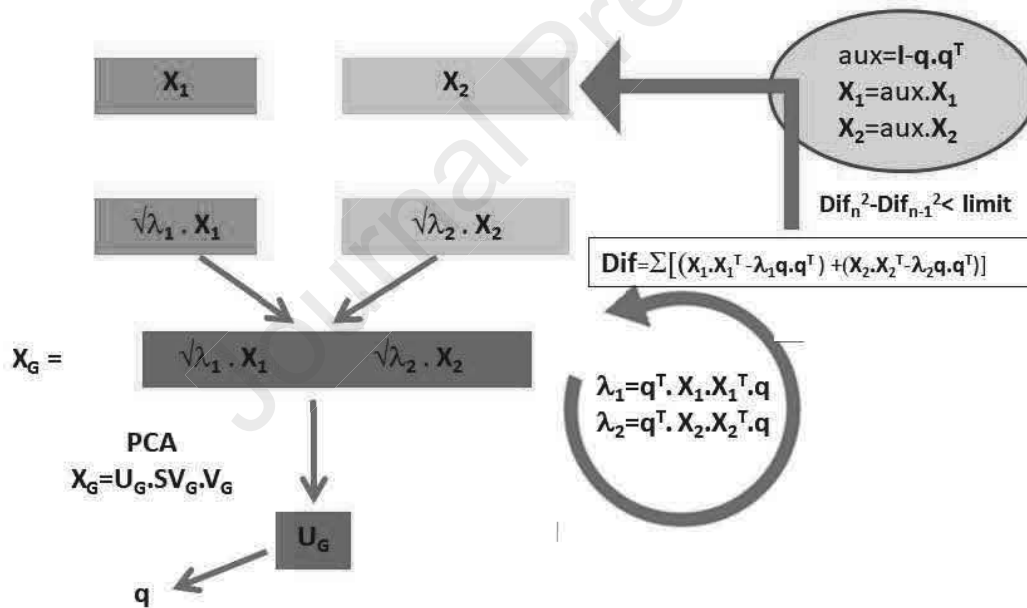 Journal Pre
X₁
X₂
aux=I-q.qᵀ
X₁=aux.X₁
X₂=aux.X₂
√λ₁ . X₁
√λ₂ . X₂
Difₙ²-Difₙ₋₁²< limit
Dif=Σ[(X₁.X₁ᵀ-λ₁q.qᵀ) +(X₂.X₂ᵀ-λ₂q.qᵀ)]
X_G =
√λ₁ . X₁
√λ₂ . X₂
λ₁=qᵀ. X₁.X₁ᵀ.q
λ₂=qᵀ. X₂.X₂ᵀ.q
PCA
X_G=U_G.SV_G.V_G
U_G
q